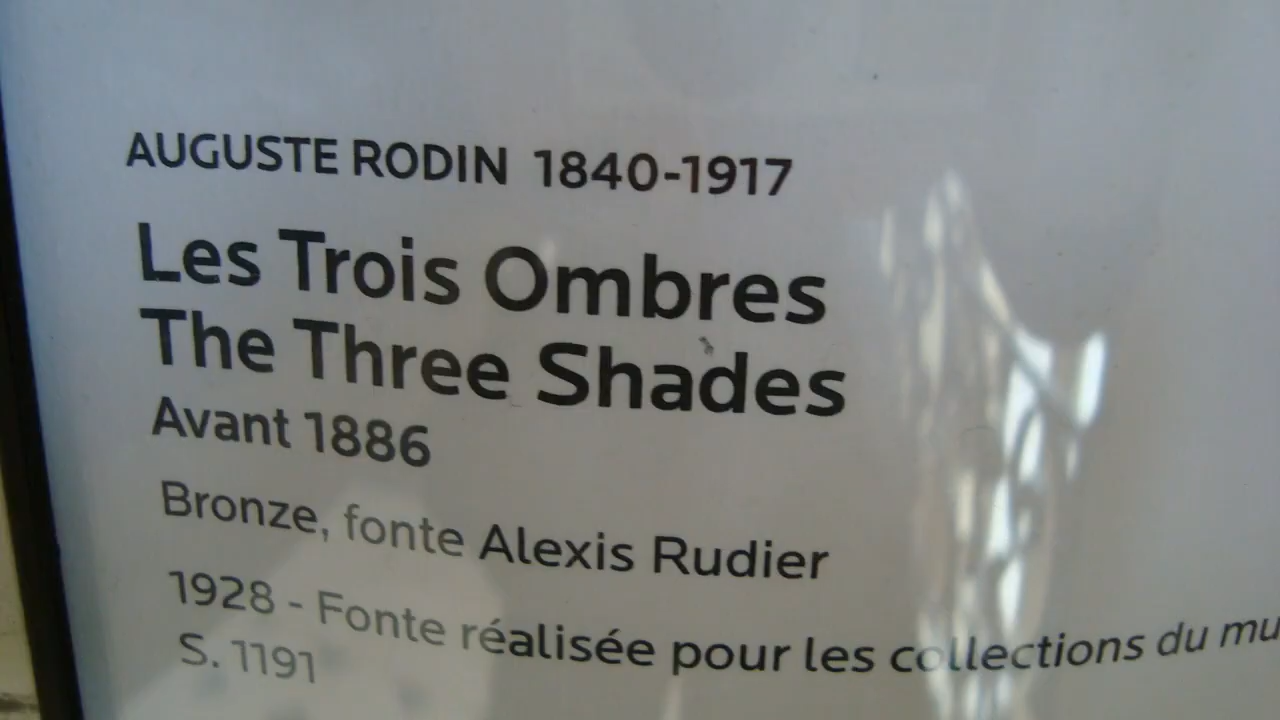 AUGUSTE RODIN 1840-1917
Les Trois Ombres
The Three Shades
Avant 1886
Bronze, fonte Alexis Rudier
1928 - Fonte réalisée pour les collections du mu
S. 1191